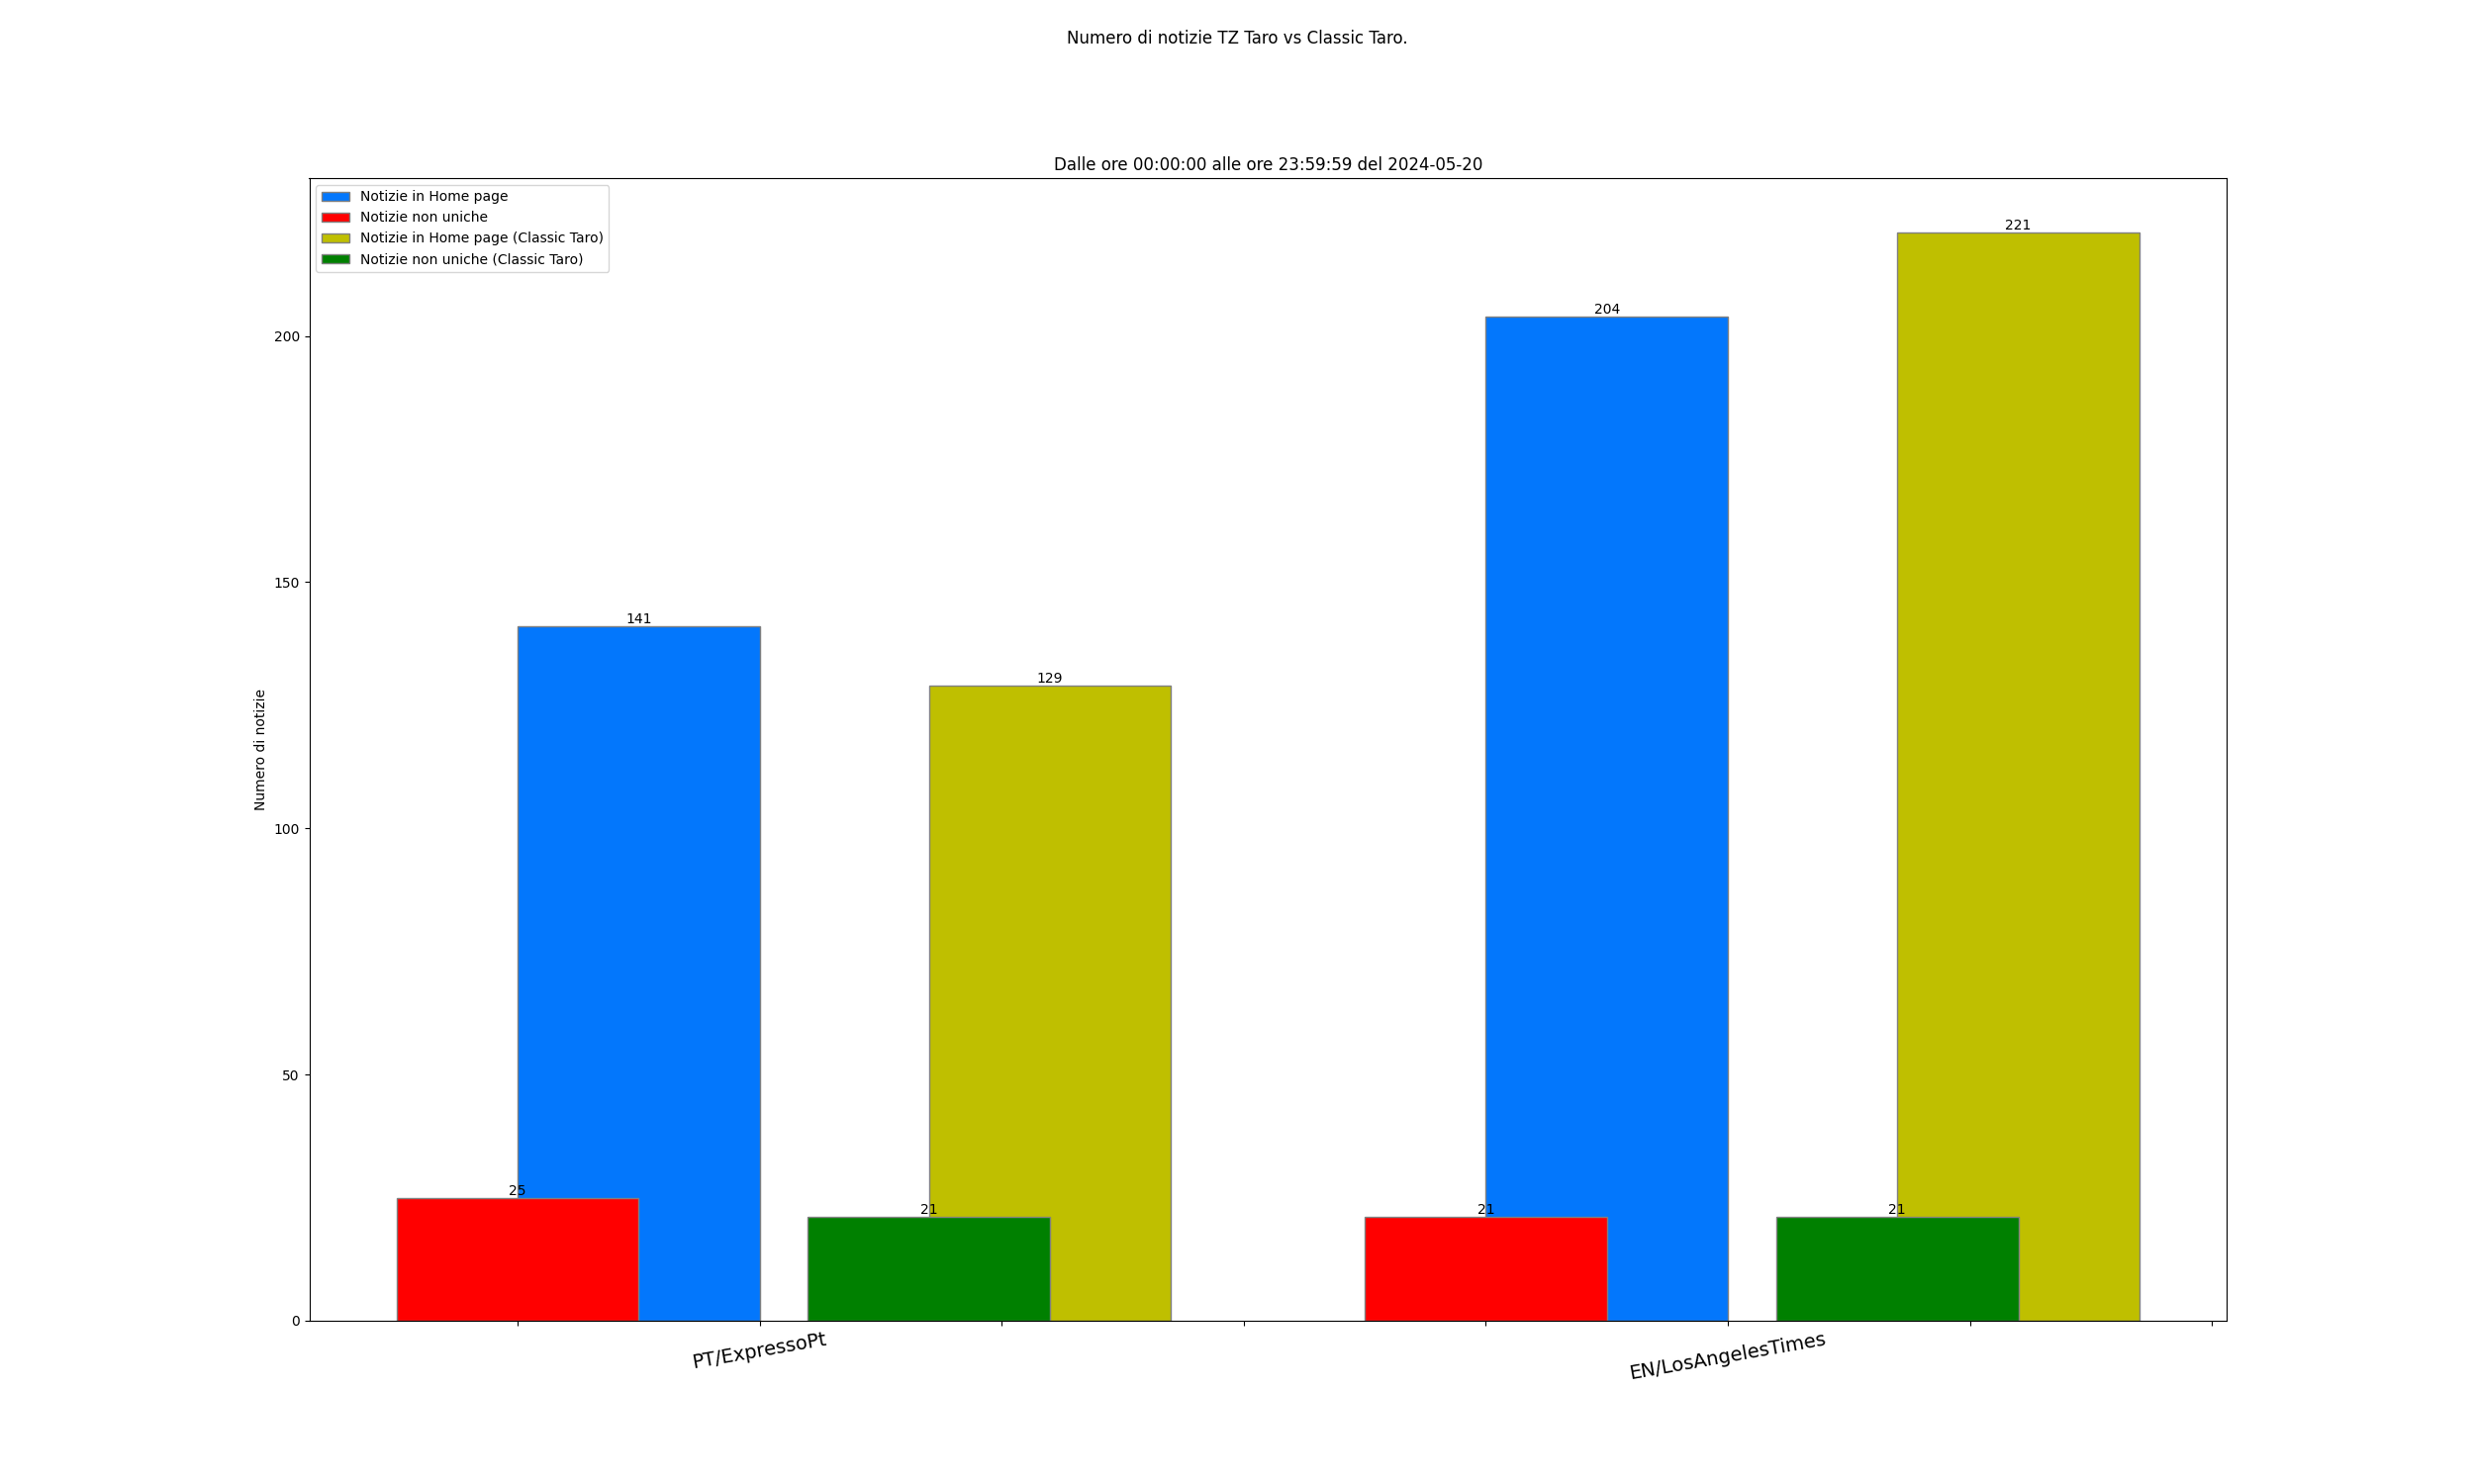 Numero di notizie TZ Taro vs Classic Taro.
Dalle ore 00:00:00 alle ore 23:59:59 del 2024-05-20
Notizie in Home page
Notizie non uniche
Notizie in Home page (Classic Taro)
Notizie non uniche (Classic Taro)
221
204
200
150
141
129
Numero di notizie
100
50
25
21
21
21
0
PT/ExpressoPt
EN/LosAngelesTimes